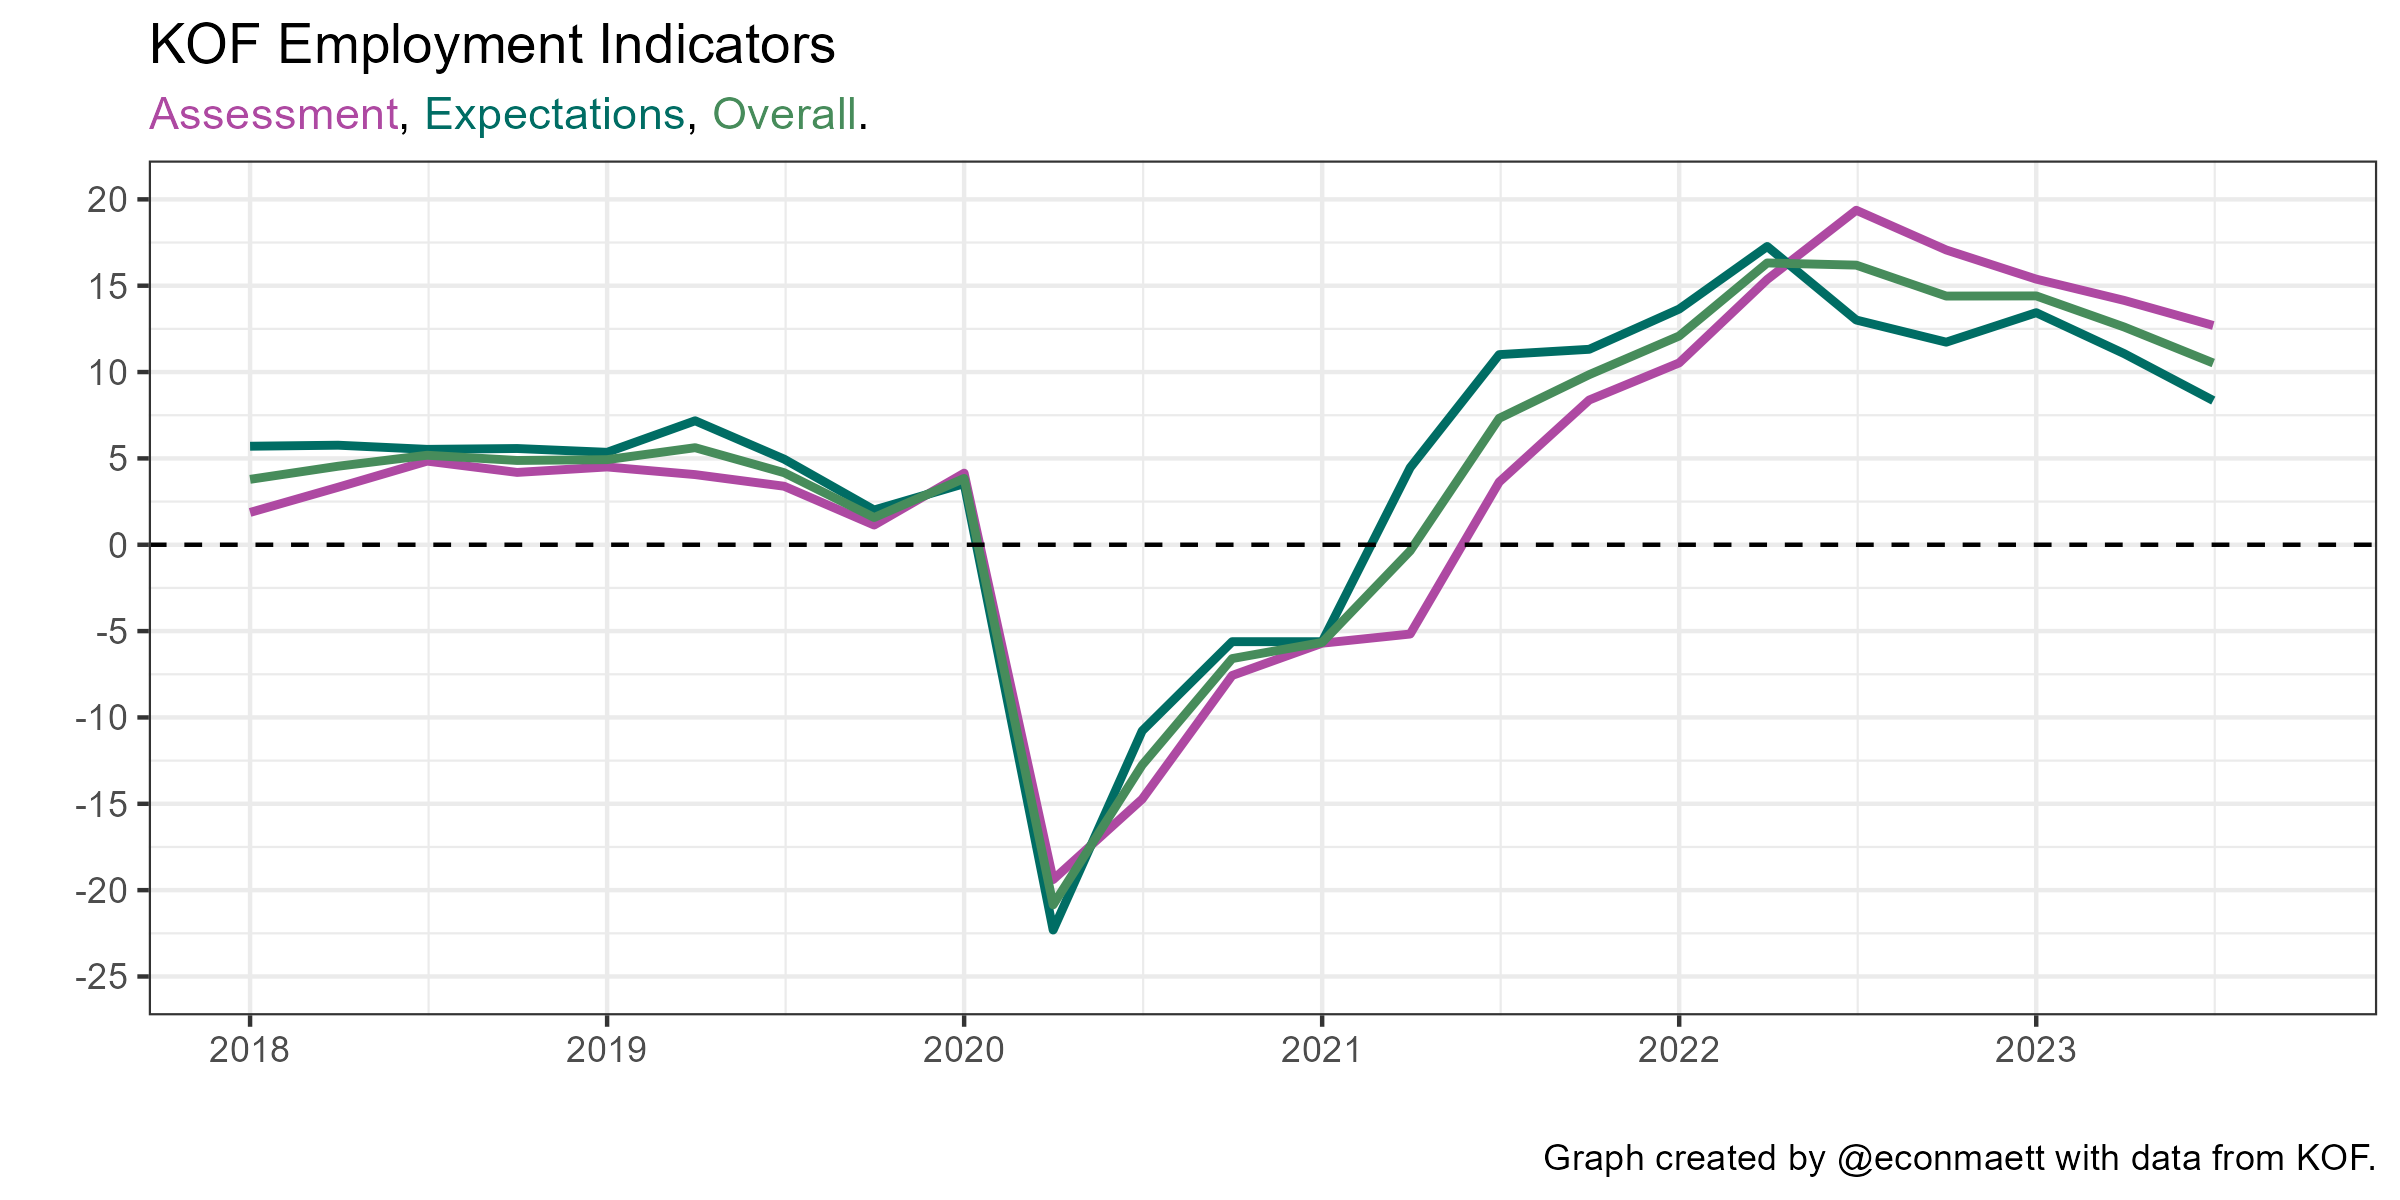 KOF Employment Indicators
Assessment, Expectations, Overall.
20
15
10
5
0
-5
-10
-15
-20
-25
2018 2019 2020 2021 2022 2023
Graph created by @econmaett with data from KOF.